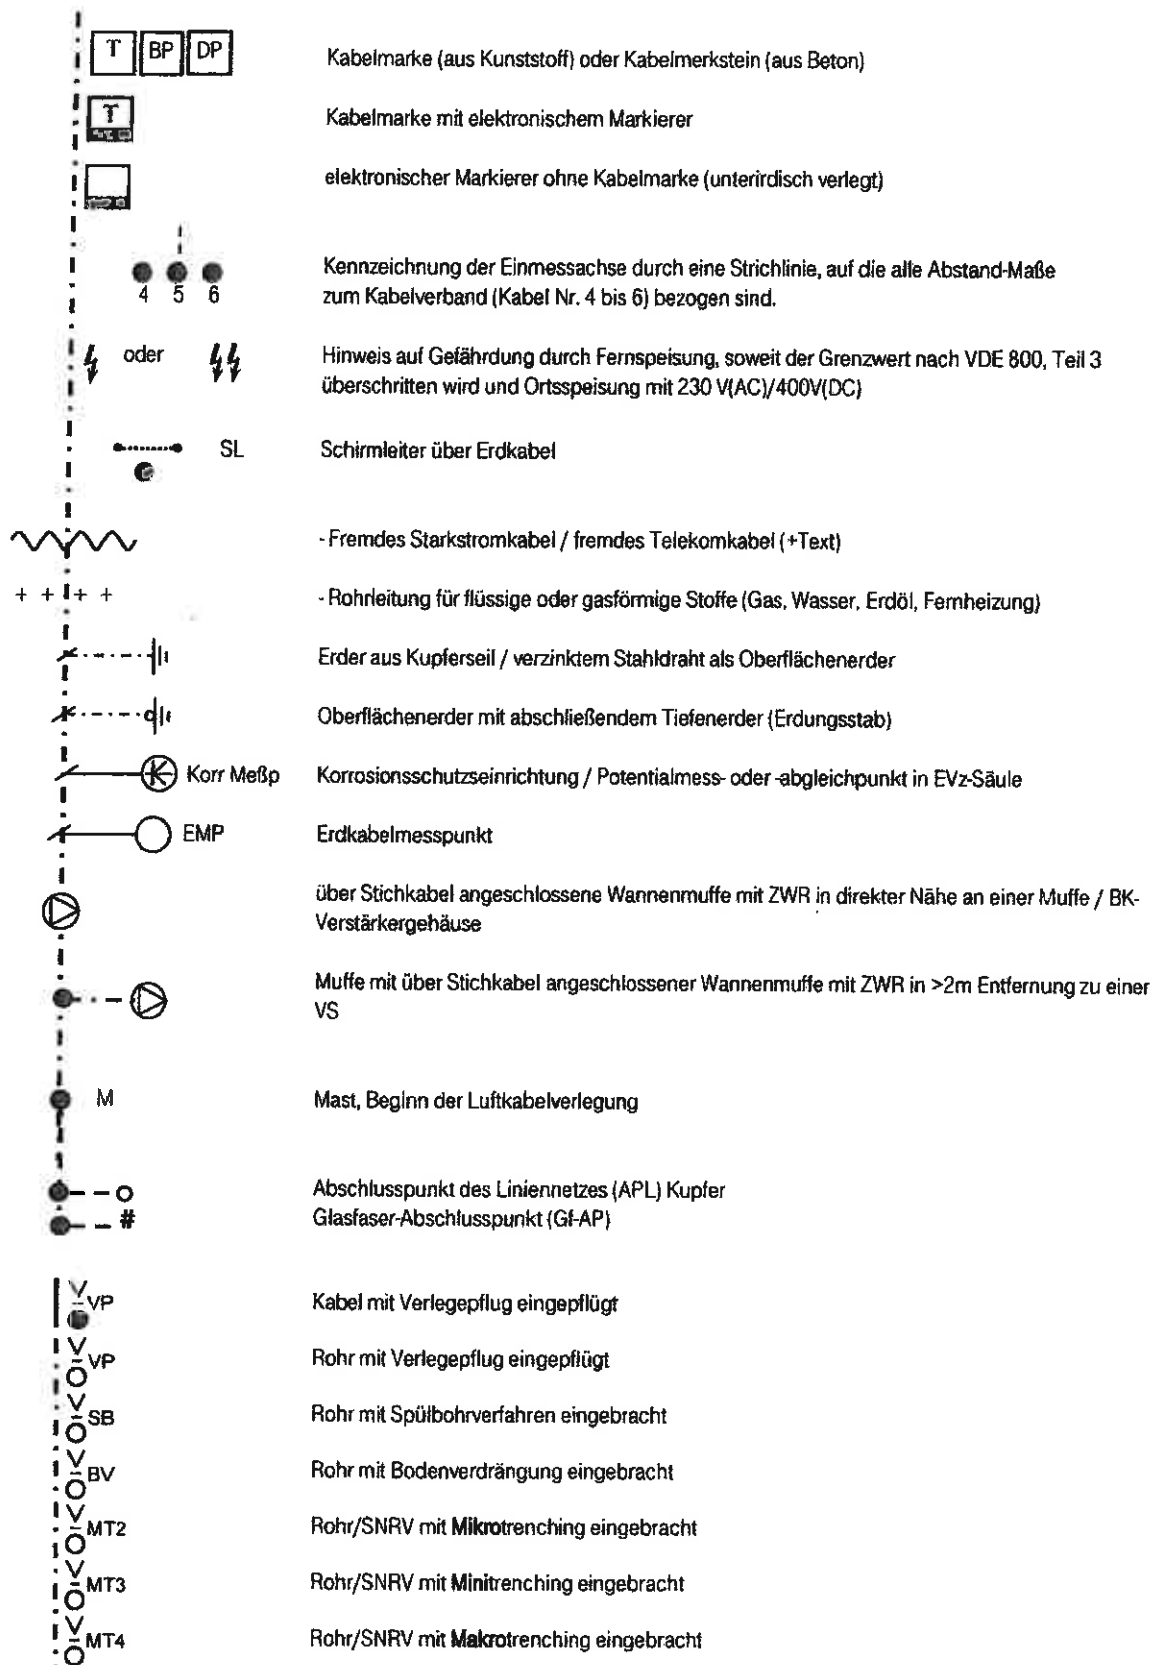 T BP DP Kabelmarke (aus Kunststoff) oder Kabelmerkstein (aus Beton)
T Kabelmarke mit elektronischem Markierer
elektronischer Markierer ohne Kabelmarke (unterirdisch verlegt)
Kennzeichnung der Einmessachse durch eine Strichlinie, auf die alle Abstand-Maße
4 5 6 zum Kabelverband (Kabel Nr. 4 bis 6) bezogen sind.
oder Hinweis auf Gefährdung durch Fernspeisung, soweit der Grenzwert nach VDE 800, Teil 3
überschritten wird und Ortsspeisung mit 230 V(AC)/400V(DC)
SL Schirmleiter über Erdkabel
- Fremdes Starkstromkabel / fremdes Telekomkabel (+Text)
+ + + + - Rohrleitung für flüssige oder gasförmige Stoffe (Gas, Wasser, Erdöl, Fernheizung)
Erder aus Kupferseil / verzinktem Stahldraht als Oberflächenerder
Oberflächenerder mit abschließendem Tiefenerder (Erdungsstab)
K Korr Meßp Korrosionsschutzseinrichtung / Potentialmess- oder -abgleichpunkt in EVz-Säule
EMP Erdkabelmesspunkt
über Stichkabel angeschlossene Wannenmuffe mit ZWR in direkter Nähe an einer Muffe / BK-
Verstärkergehäuse
Muffe mit über Stichkabel angeschlossener Wannenmuffe mit ZWR in >2m Entfernung zu einer
VS
M Mast, Beginn der Luftkabelverlegung
Abschlusspunkt des Liniennetzes (APL) Kupfer
# Glasfaser-Abschlusspunkt (Gf-AP)
VP Kabel mit Verlegepflug eingepflügt
VP Rohr mit Verlegepflug eingepflügt
SB Rohr mit Spülbohrverfahren eingebracht
BV Rohr mit Bodenverdrängung eingebracht
MT2 Rohr/SNRV mit Mikrotrenching eingebracht
MT3 Rohr/SNRV mit Minitrenching eingebracht
MT4 Rohr/SNRV mit Makrotrenching eingebracht